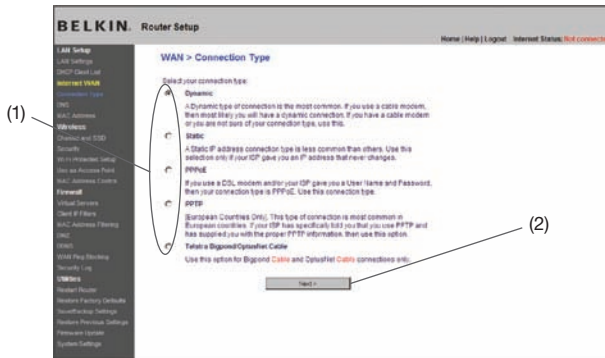 BELKIN. Router Setup
Home | Help | Logout Internet Status: Not connected
LAN Setup
LAN Settings
DHCP Client List
Internet WAN
Connection Type
DNS
MAC Address
Wireless
Channel and SSID
Security
Wi-Fi Protected Setup
Use as Access Point
MAC Address Control
Firewall
Virtual Servers
Client IP Filters
MAC Address Filtering
DMZ
DDNS
WAN Ping Blocking
Security Log
Utilities
Restart Router
Restore Factory Defaults
Save/Backup Settings
Restore Previous Settings
Firmware Update
System Settings
WAN > Connection Type
Select your connection type:
Dynamic
A Dynamic type of connection is the most common. If you use a cable modem,
then most likely you will have a dynamic connection. If you have a cable modem
or you are not sure of your connection type, use this.
Static
A Static IP address connection type is less common than others. Use this
selection only if your ISP gave you an IP address that never changes.
PPPoE
If you use a DSL modem and/or your ISP gave you a User Name and Password,
then your connection type is PPPoE. Use this connection type.
PPTP
[European Countries Only]. This type of connection is most common in
European countries. If your ISP has specifically told you that you use PPTP and
has supplied you with the proper PPTP information, then use this option.
Telstra Bigpond/OptusNet Cable
Use this option for Bigpond Cable and OptusNet Cable connections only.
Next >
(1)
(2)